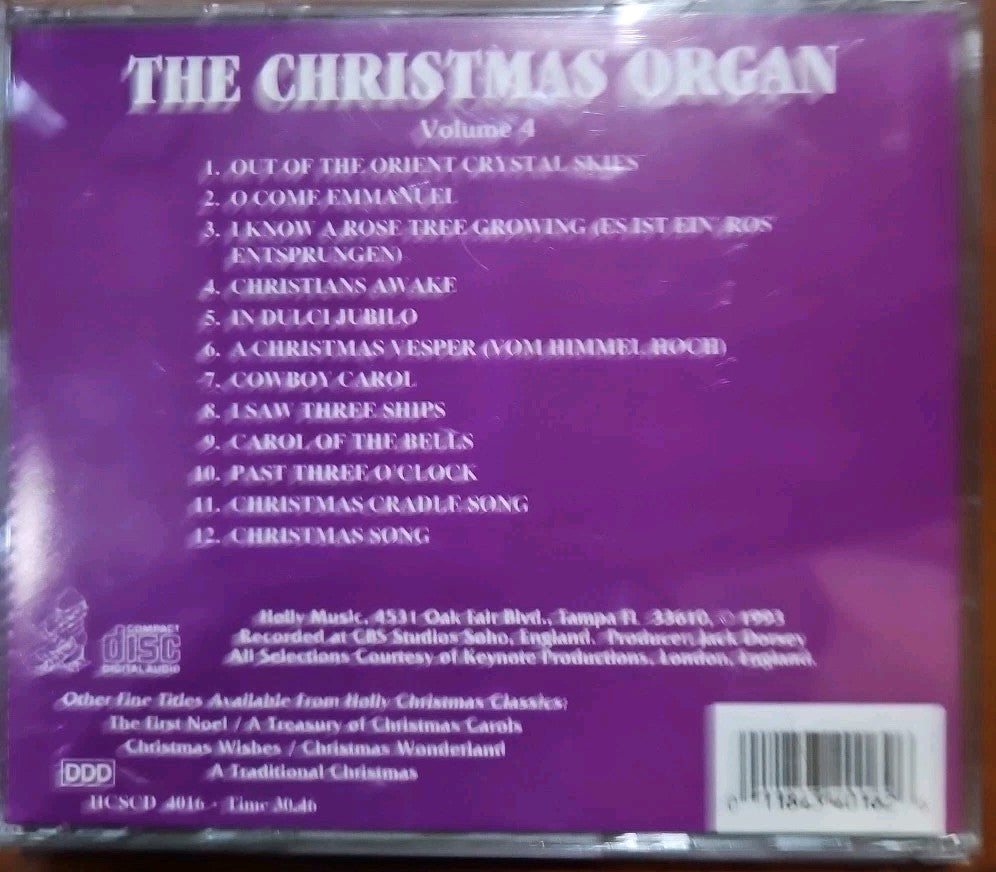 THE CHRISTMAS ORGAN
Volume 4
1. OUT OF THE ORIENT CRYSTAL SKIES
2. O COME EMMANUEL
3. I KNOW A ROSE TREE GROWING (ES IST EIN' ROS
ENTSPRUNGEN)
4. CHRISTIANS AWAKE
5. IN DULCI JUBILO
6. A CHRISTMAS VESPER (VOM HIMMEL HOCH)
7. COWBOY CAROL
8. I SAW THREE SHIPS
9. CAROL OF THE BELLS
10. PAST THREE O'CLOCK
11. CHRISTMAS CRADLE SONG
12. CHRISTMAS SONG
Holly Music, 4531 Oak Fair Blvd., Tampa FL 33610, © 1993
Recorded at CBS Studios Soho, England. Producer: Jack Dorsey
All Selections Courtesy of Keynote Productions, London, England.
COMPACT
disc
DIGITAL AUDIO
Other Fine Titles Available from Holly Christmas Classics:
The First Noel / A Treasury of Christmas Carols
Christmas Wishes / Christmas Wonderland
A Traditional Christmas
DDD
HCSCD 4016 - Time 30.46